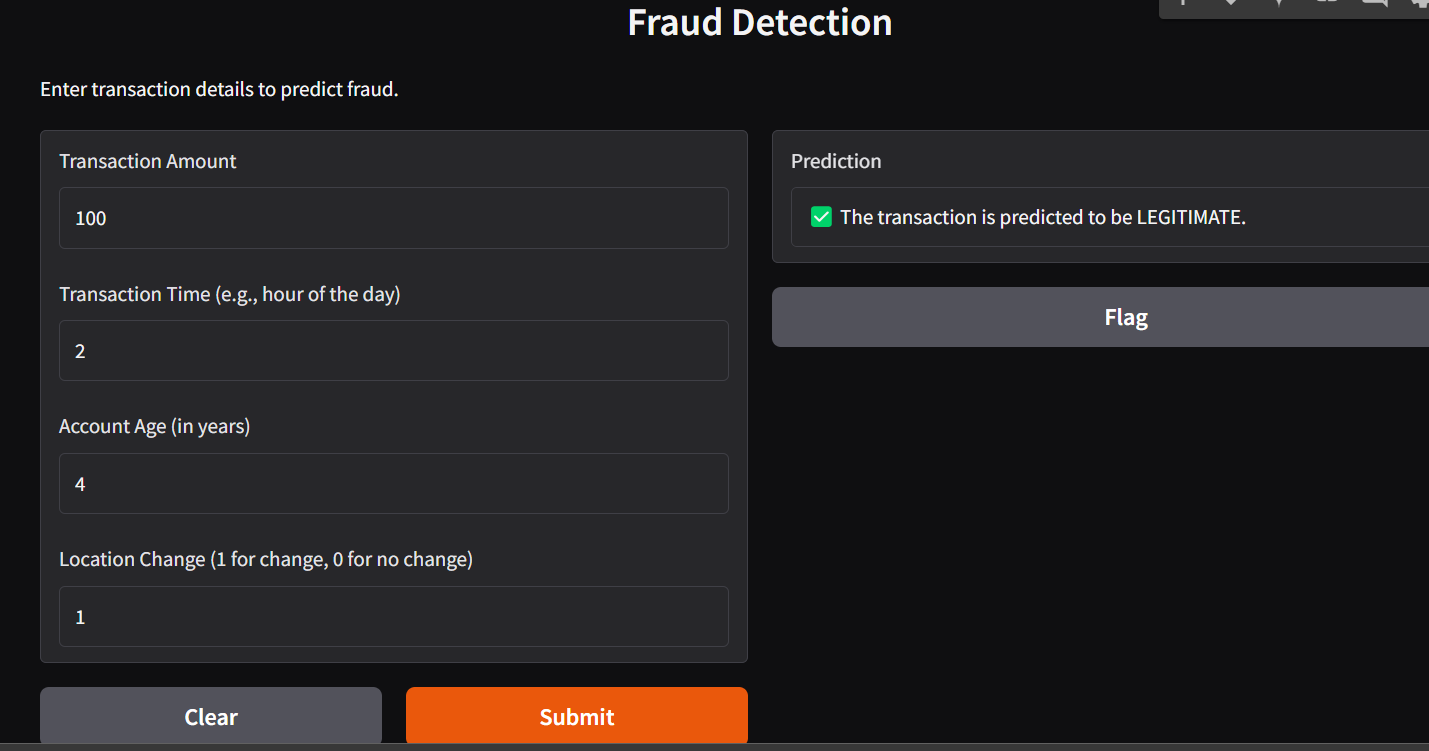 Fraud Detection
Enter transaction details to predict fraud.
Transaction Amount
100
Transaction Time (e.g., hour of the day)
2
Account Age (in years)
4
Location Change (1 for change, 0 for no change)
1
Clear
Submit
Prediction
✅ The transaction is predicted to be LEGITIMATE.
Flag